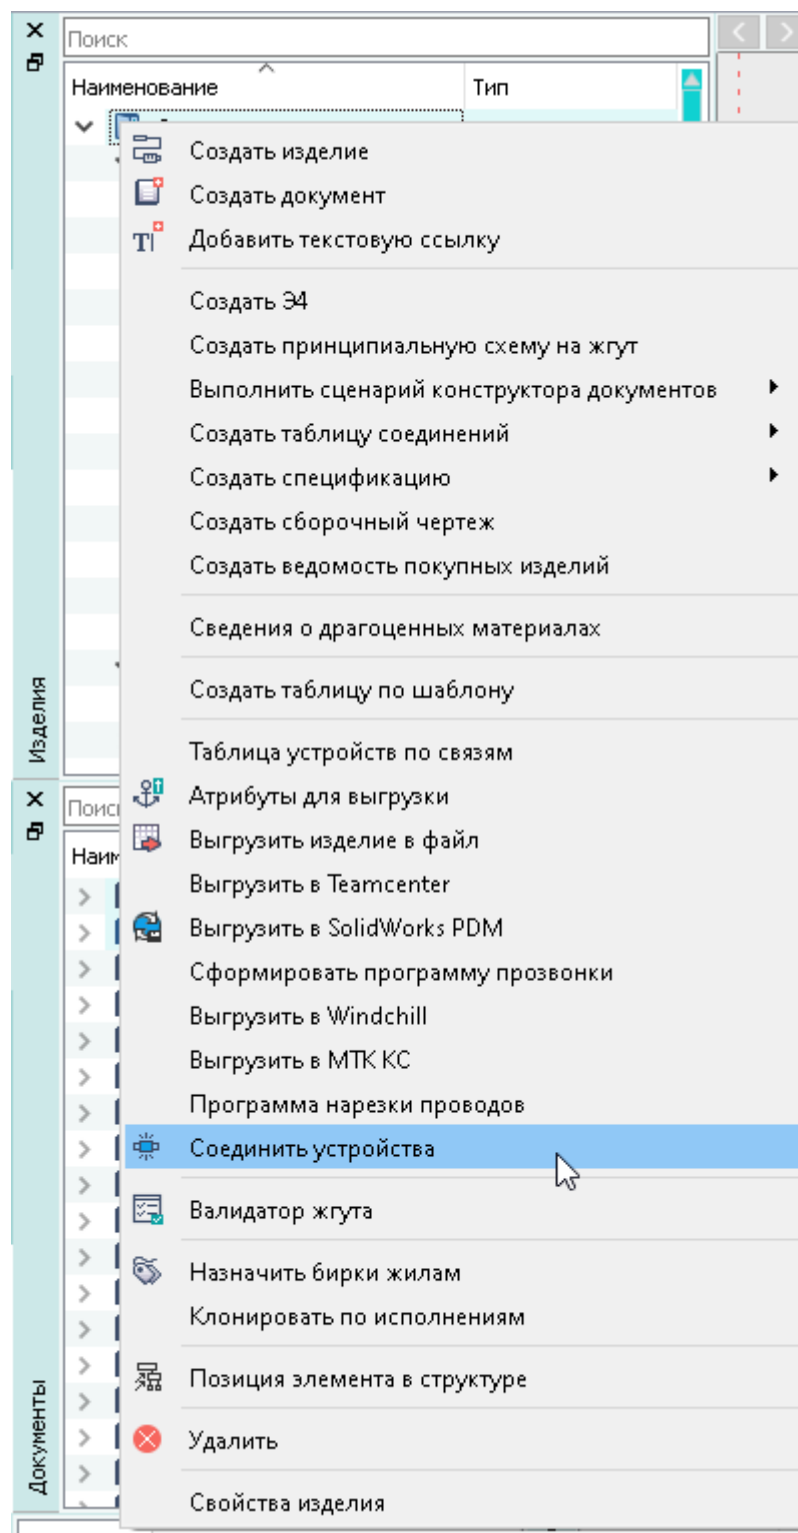 Поиск
Наименование Тип
Создать изделие
Создать документ
Добавить текстовую ссылку
Создать Э4
Создать принципиальную схему на жгут
Выполнить сценарий конструктора документов
Создать таблицу соединений
Создать спецификацию
Создать сборочный чертеж
Создать ведомость покупных изделий
Сведения о драгоценных материалах
Создать таблицу по шаблону
Таблица устройств по связям
Атрибуты для выгрузки
Выгрузить изделие в файл
Выгрузить в Teamcenter
Выгрузить в SolidWorks PDM
Сформировать программу прозвонки
Выгрузить в Windchill
Выгрузить в МТК КС
Программа нарезки проводов
Соединить устройства
Валидатор жгута
Назначить бирки жилам
Клонировать по исполнениям
Позиция элемента в структуре
Удалить
Свойства изделия
Изделия
Документы